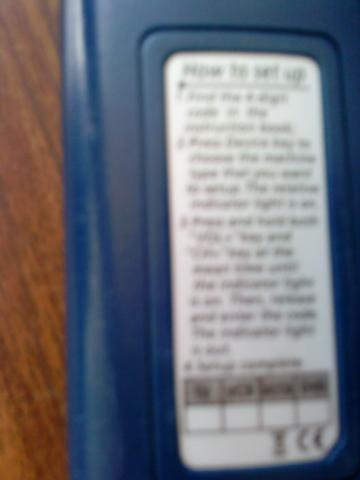 How to set up
1. Find the 4-digit
code in the
instruction book.
2. Press Device key to
choose the machine
type that you want
to setup. The relative
indicator light is on.
3. Press and hold both
"VOL+" key and
"CH+" key at the
meet time until
the indicator light
is on. Then, release
and enter the code.
The indicator light
is out.
4. Setup complete
TV VCR DVD
CE